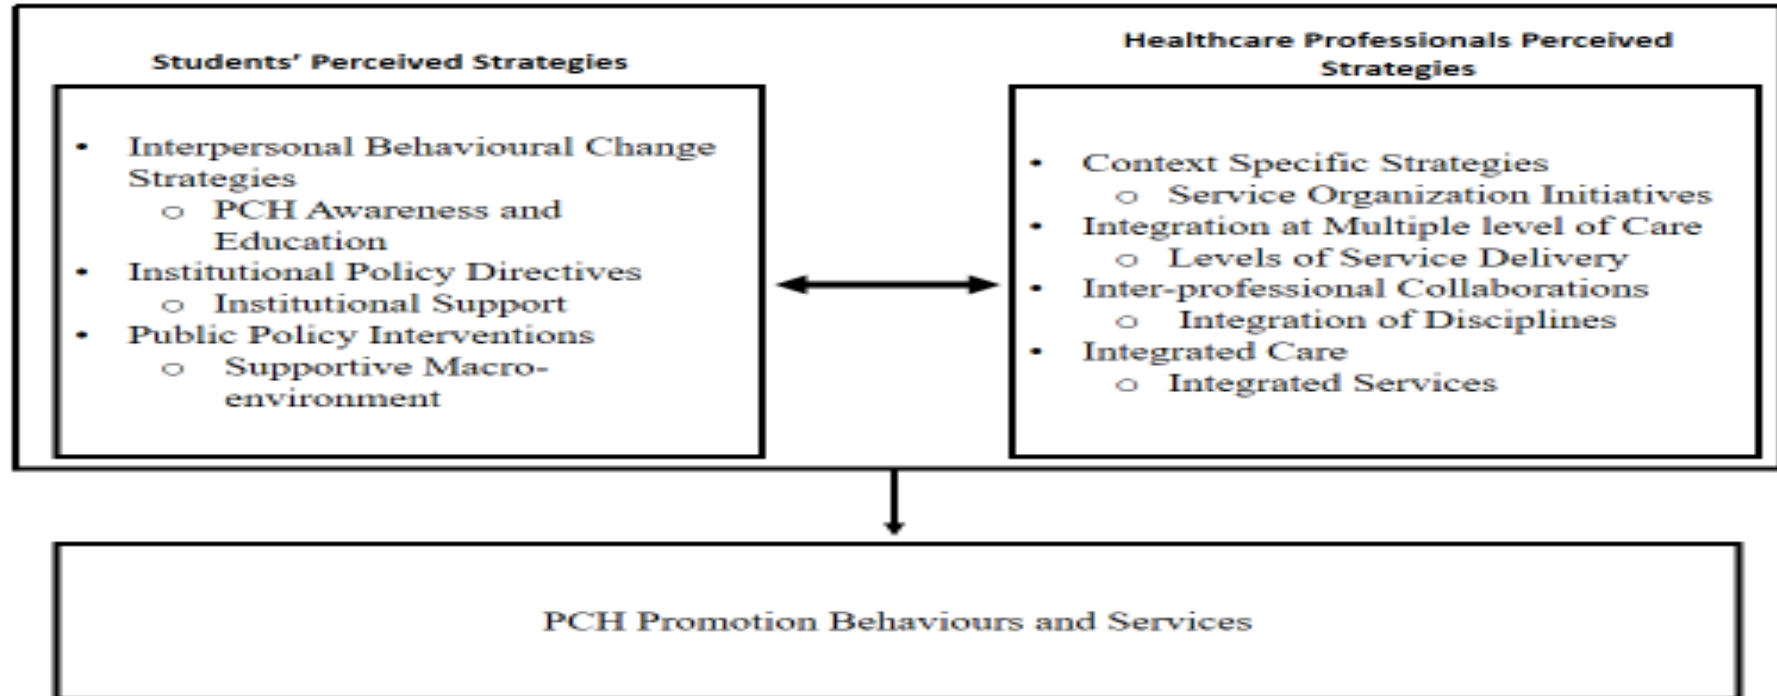 Students’ Perceived Strategies
• Interpersonal Behavioural Change
Strategies
o PCH Awareness and
Education
• Institutional Policy Directives
o Institutional Support
• Public Policy Interventions
o Supportive Macro-
environment
Healthcare Professionals Perceived
Strategies
• Context Specific Strategies
o Service Organization Initiatives
• Integration at Multiple level of Care
o Levels of Service Delivery
• Inter-professional Collaborations
o Integration of Disciplines
• Integrated Care
o Integrated Services
PCH Promotion Behaviours and Services